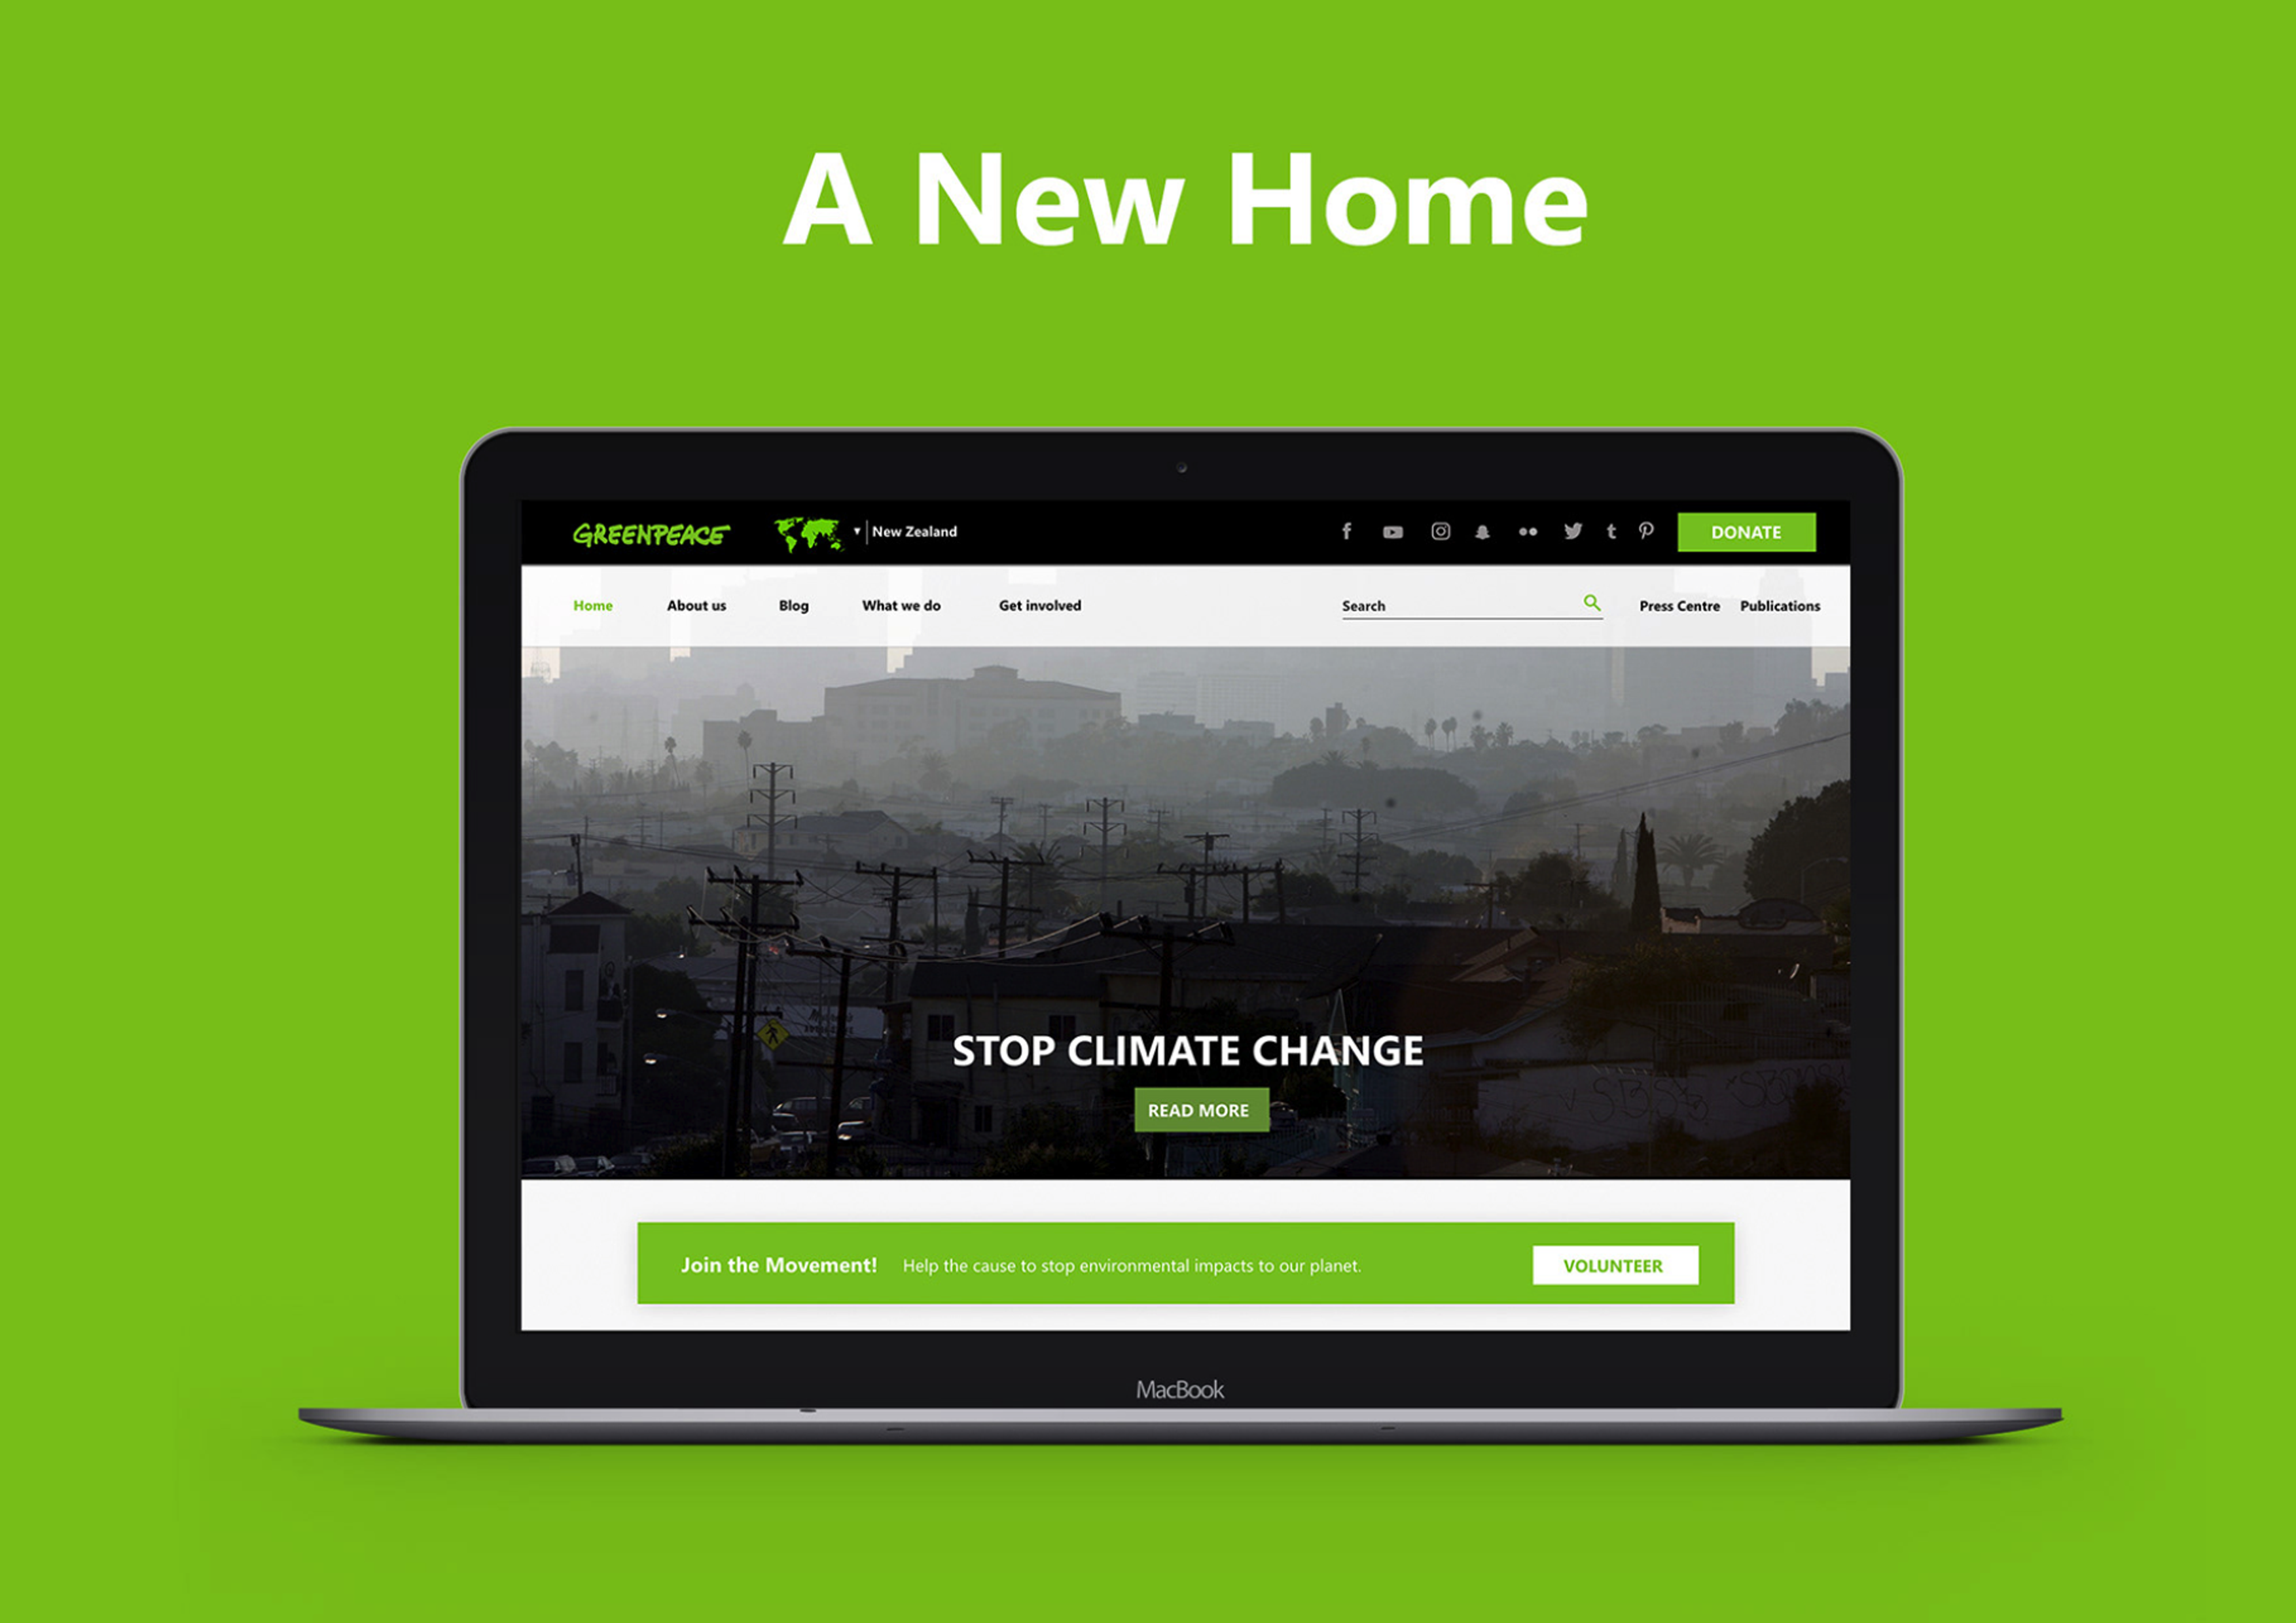 A New Home
GREENPEACE
New Zealand
DONATE
Home About us Blog What we do Get involved Search Press Centre Publications
STOP CLIMATE CHANGE
READ MORE
Join the Movement! Help the cause to stop environmental impacts to our planet. VOLUNTEER
MacBook